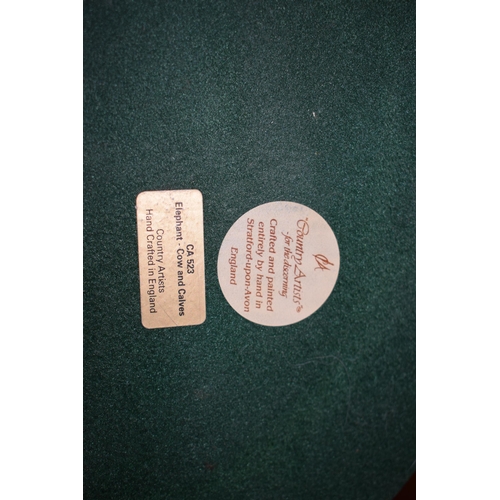 CA 523
Elephant - Cow and Calves
Country Artists
Hand Crafted in England
CA
Country Artists®
- for the discerning
Crafted and painted
entirely by hand in
Stratford-upon-Avon
England